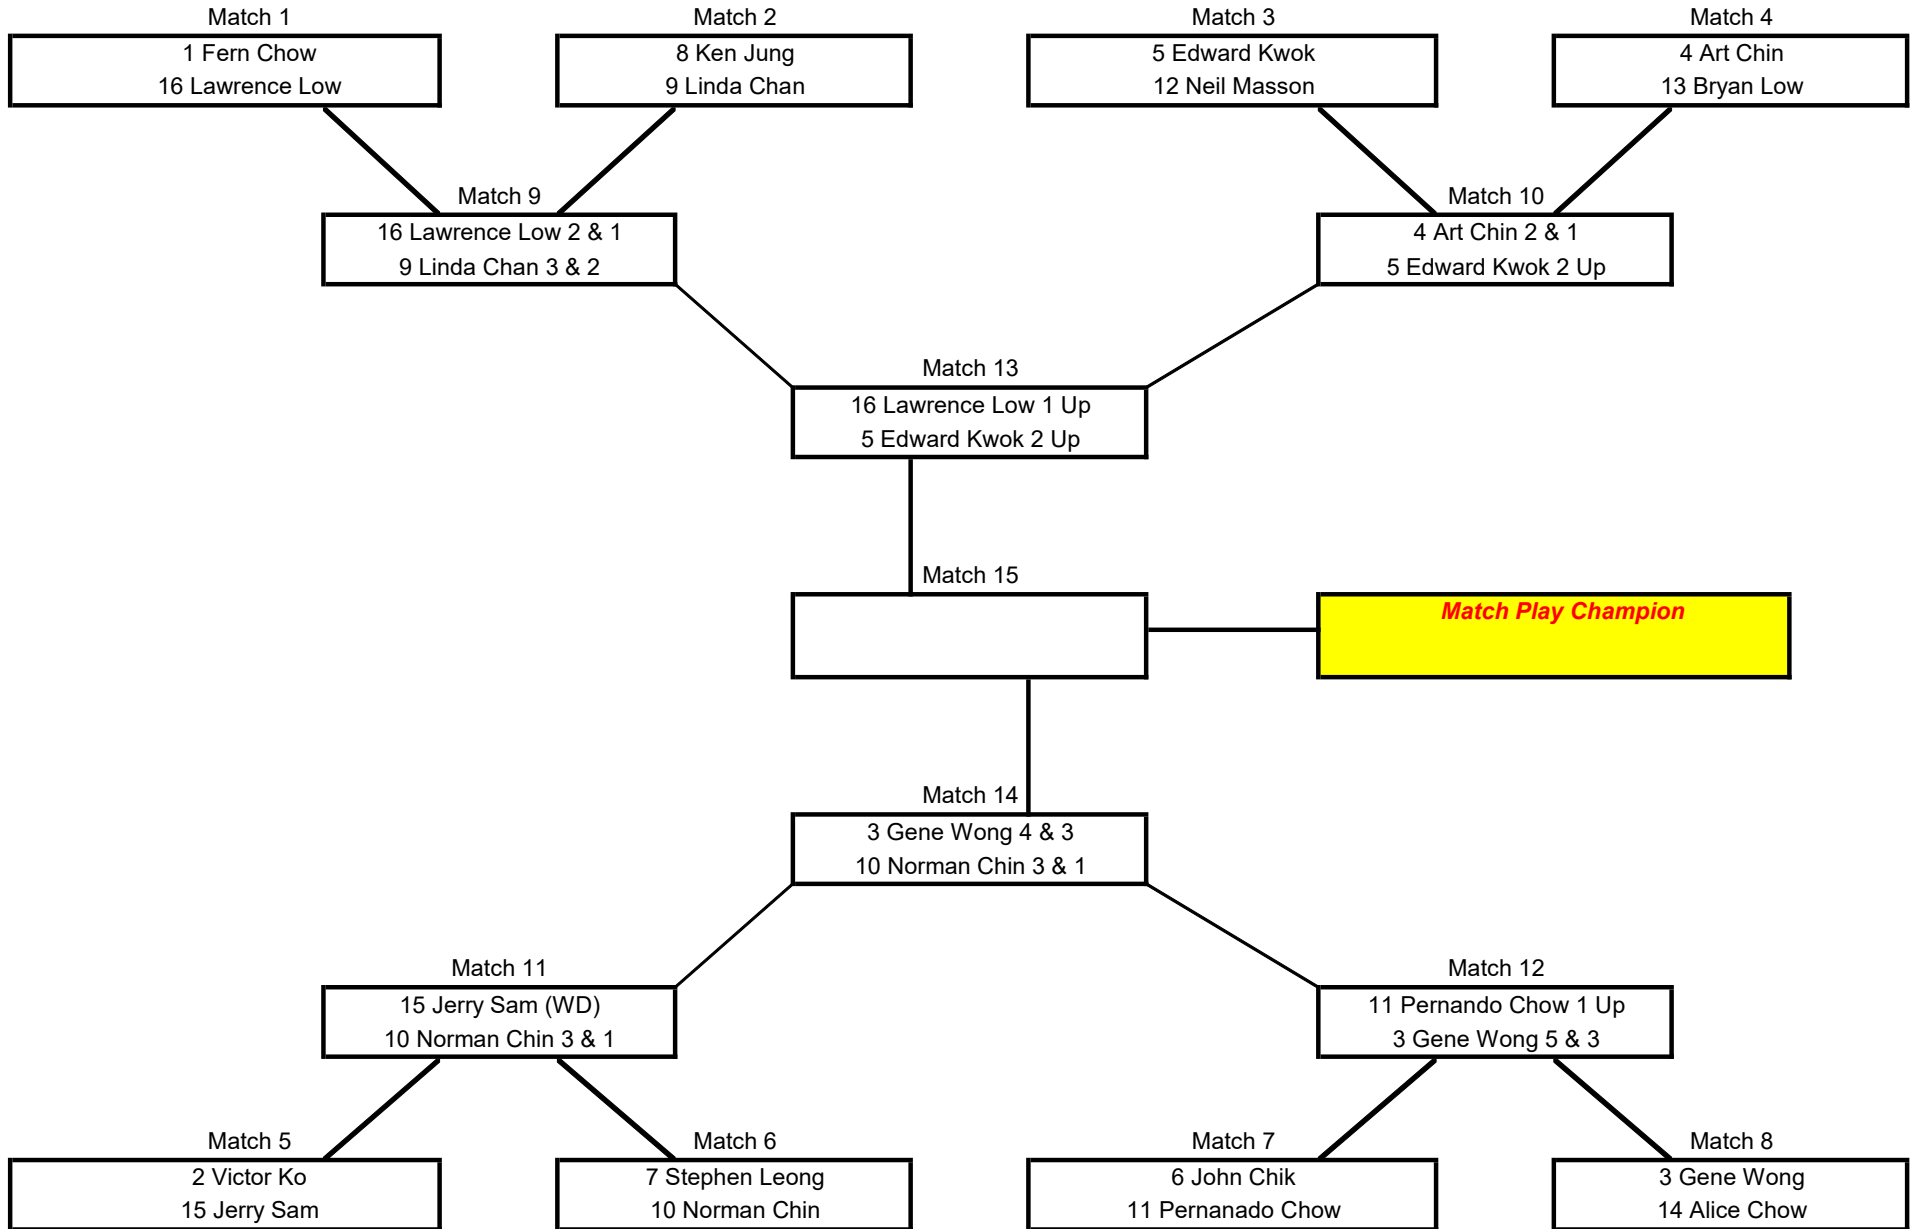 Match 1
1 Fern Chow
16 Lawrence Low
Match 2
8 Ken Jung
9 Linda Chan
Match 3
5 Edward Kwok
12 Neil Masson
Match 4
4 Art Chin
13 Bryan Low
Match 9
16 Lawrence Low 2 & 1
9 Linda Chan 3 & 2
Match 10
4 Art Chin 2 & 1
5 Edward Kwok 2 Up
Match 13
16 Lawrence Low 1 Up
5 Edward Kwok 2 Up
Match 15
Match Play Champion
Match 14
3 Gene Wong 4 & 3
10 Norman Chin 3 & 1
Match 11
15 Jerry Sam (WD)
10 Norman Chin 3 & 1
Match 12
11 Pernando Chow 1 Up
3 Gene Wong 5 & 3
Match 5
2 Victor Ko
15 Jerry Sam
Match 6
7 Stephen Leong
10 Norman Chin
Match 7
6 John Chik
11 Pernanado Chow
Match 8
3 Gene Wong
14 Alice Chow